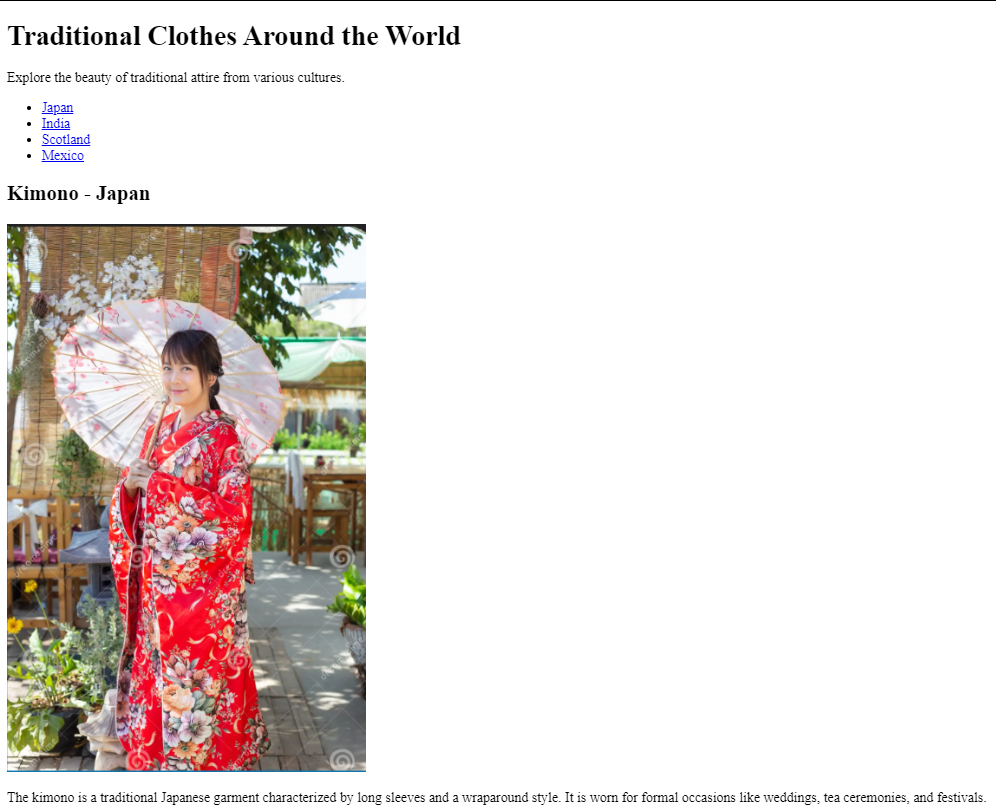 Traditional Clothes Around the World
Explore the beauty of traditional attire from various cultures.
Japan
India
Scotland
Mexico
Kimono - Japan
The kimono is a traditional Japanese garment characterized by long sleeves and a wraparound style. It is worn for formal occasions like weddings, tea ceremonies, and festivals.